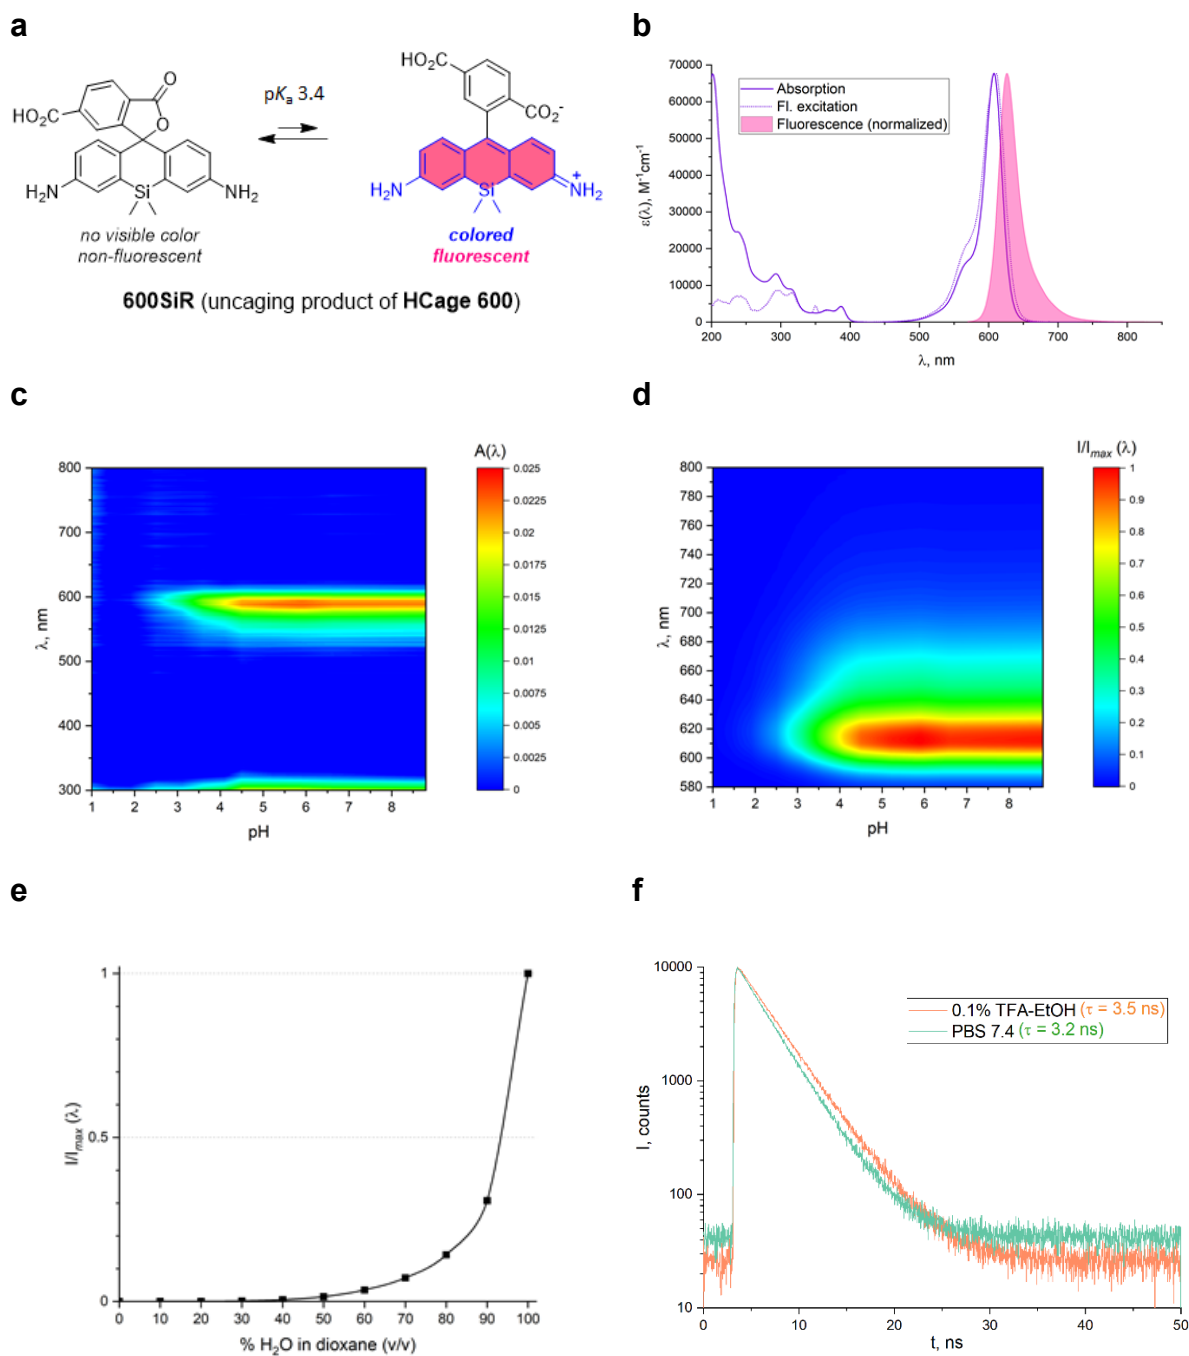 a
O
HO₂C
O
H₂N
Si
NH₂
no visible color
non-fluorescent
pKₐ 3.4
HO₂C
CO₂⁻
H₂N
Si
+
NH₂
colored
fluorescent
600SiR (uncaging product of HCage 600)
b
70000
60000
50000
40000
30000
20000
10000
0
ε(λ), M⁻¹cm⁻¹
Absorption
Fl. excitation
Fluorescence (normalized)
200 300 400 500 600 700 800
λ, nm
c
800
700
600
500
400
300
λ, nm
1 2 3 4 5 6 7 8
pH
A(λ)
0.025
0.0225
0.02
0.0175
0.015
0.0125
0.01
0.0075
0.005
0.0025
0
d
800
780
760
740
720
700
680
660
640
620
600
580
λ, nm
1 2 3 4 5 6 7 8
pH
I/Imax (λ)
1
0.9
0.8
0.7
0.6
0.5
0.4
0.3
0.2
0.1
0
e
1
0.5
0
I/Imax (λ)
0 10 20 30 40 50 60 70 80 90 100
% H₂O in dioxane (v/v)
f
10000
1000
100
10
I, counts
0.1% TFA-EtOH (τ = 3.5 ns)
PBS 7.4 (τ = 3.2 ns)
0 10 20 30 40 50
t, ns